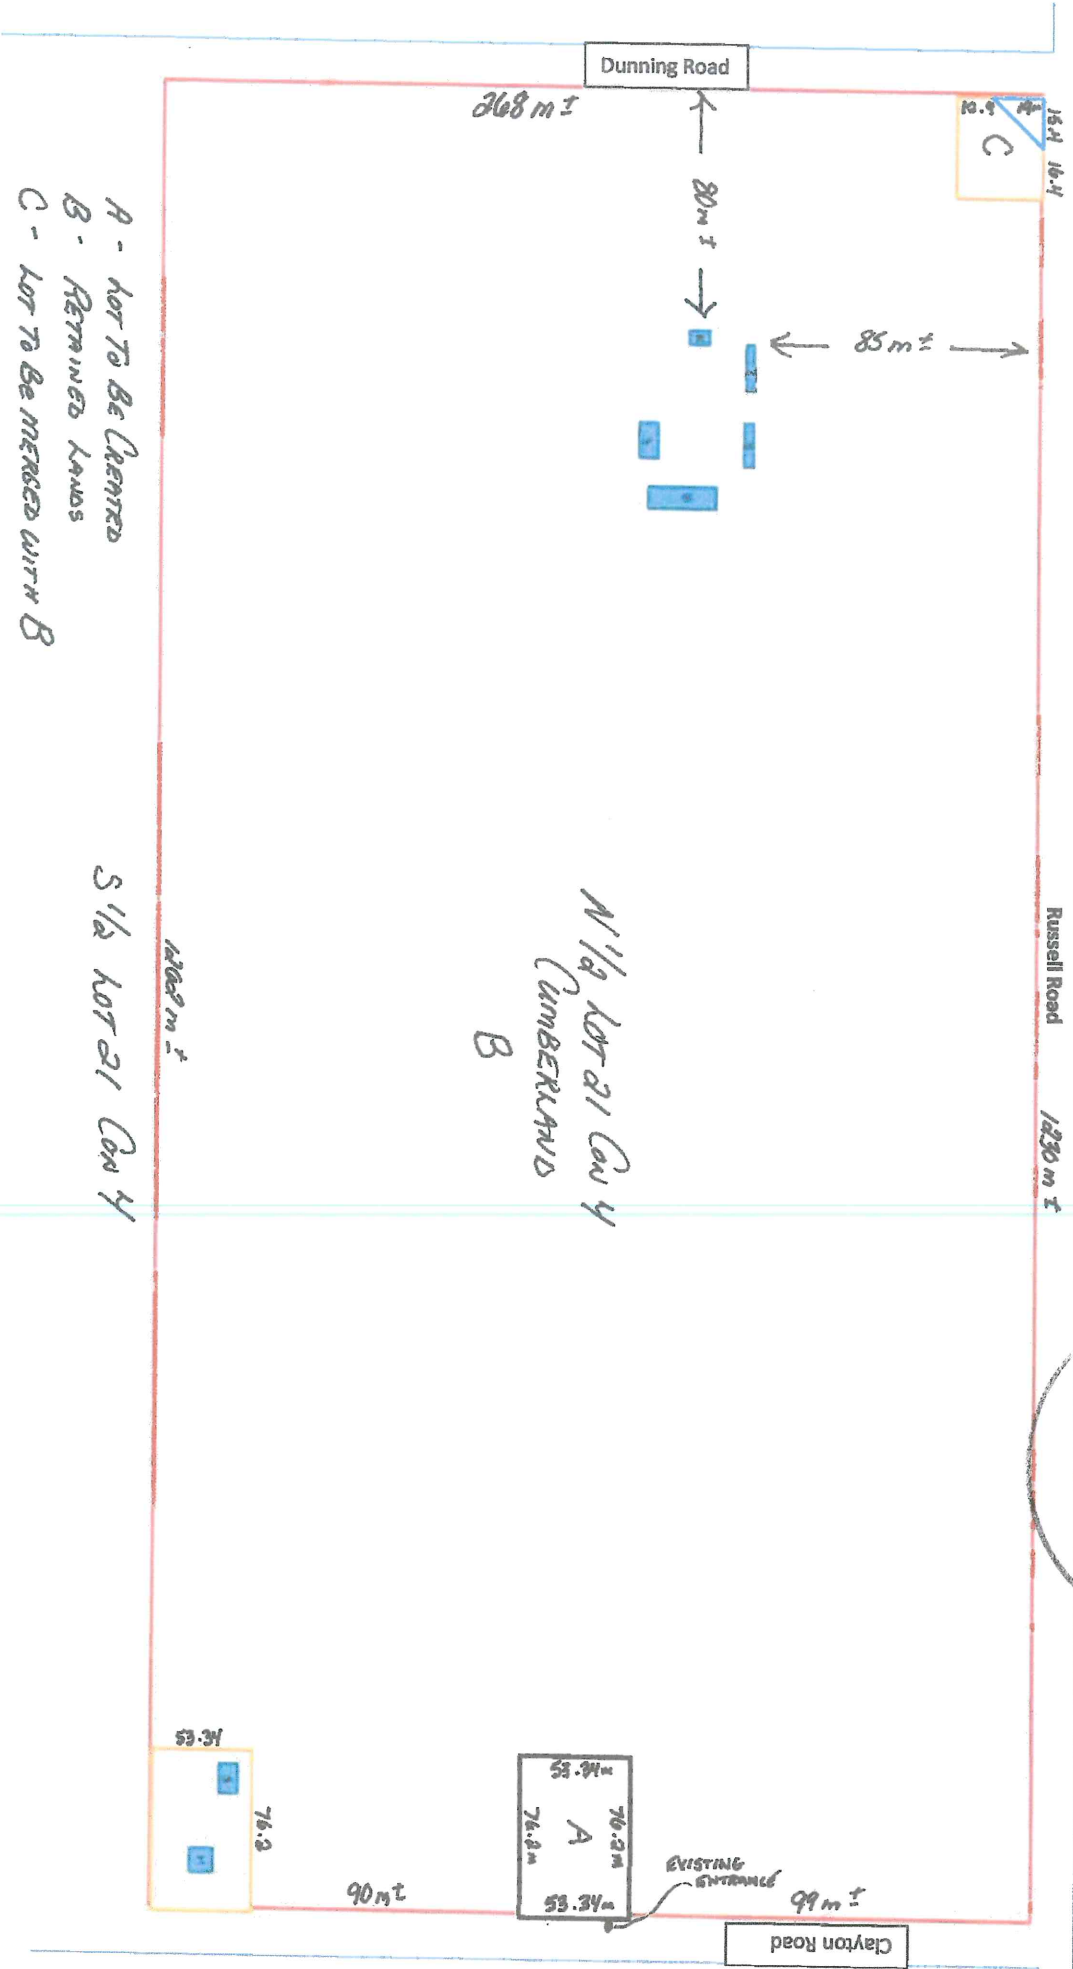 Dunning Road
268 m ±
80 m ±
85 m ±
10.9
19m
15.4
16.4
C
Russell Road
1230 m ±
N 1/2 LOT 21 CON 4
CUMBERLAND
B
S 1/2 LOT 21 CON 4
A - LOT TO BE CREATED
B - RETAINED LANDS
C - LOT TO BE MERGED WITH B
53.34
76.2
90 m ±
53.34m
76.2m
A
76.2m
53.34m
EXISTING
ENTRANCE
99 m ±
Clayton Road